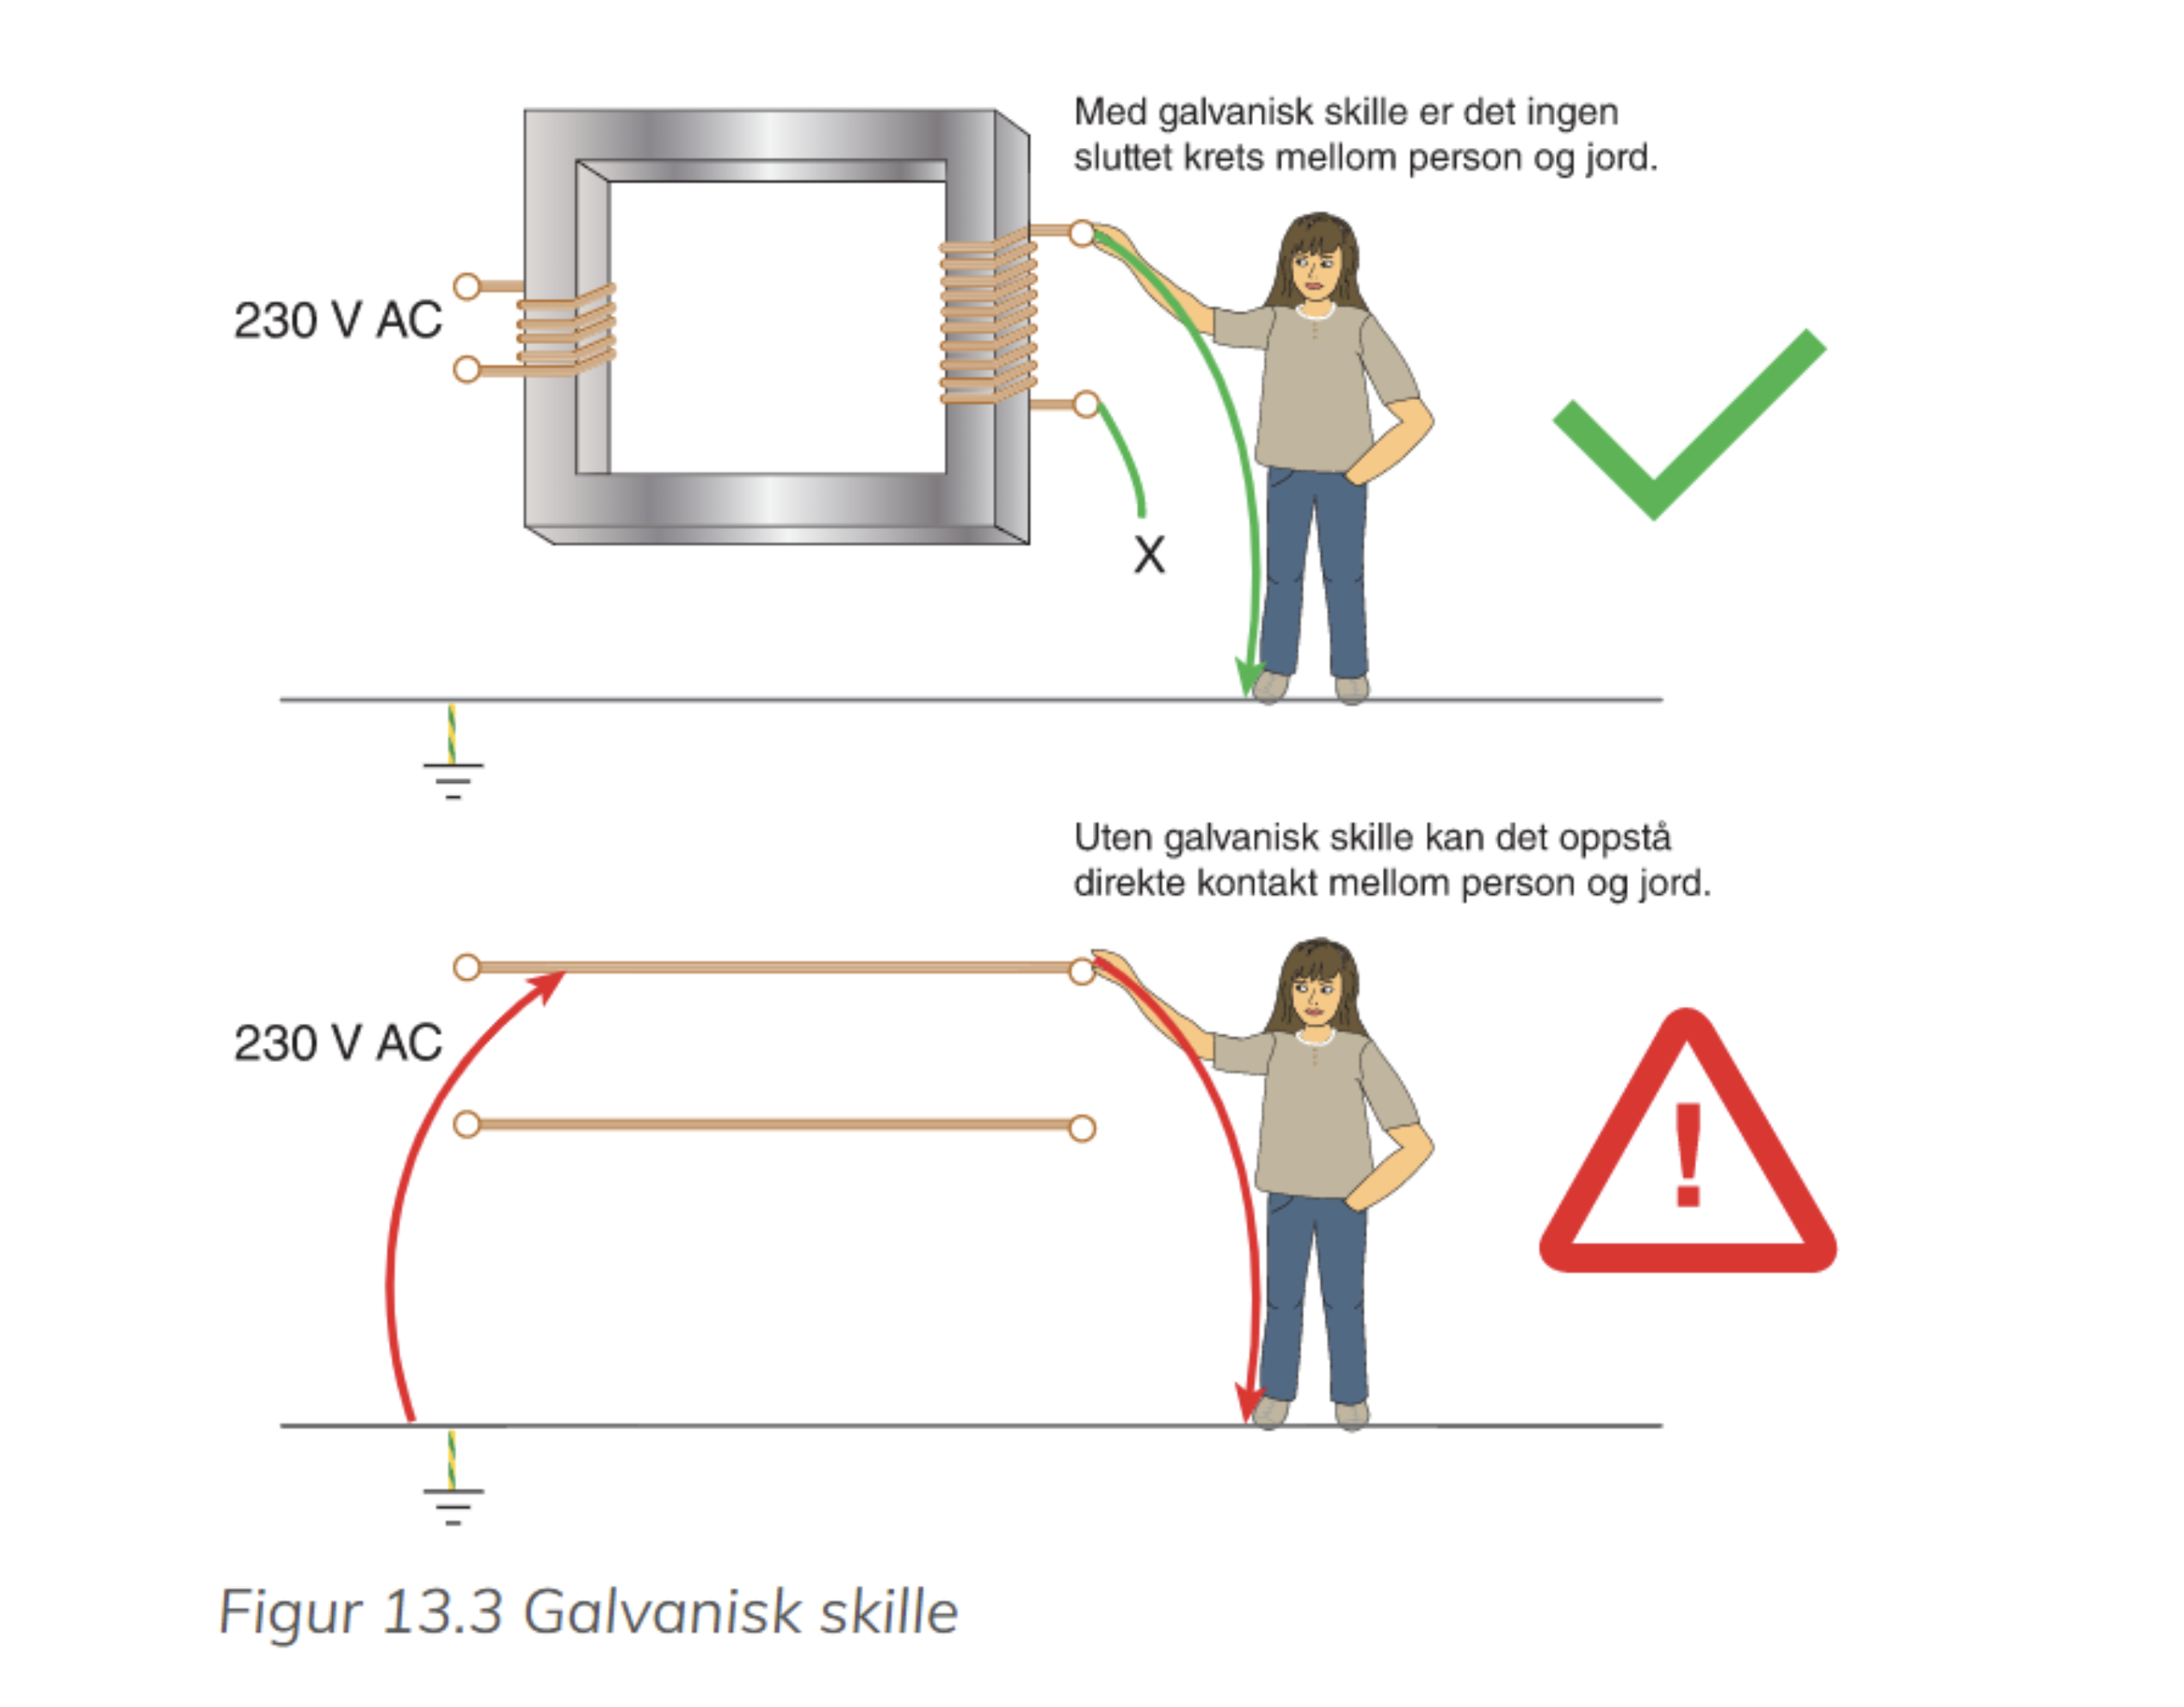 Med galvanisk skille er det ingen
sluttet krets mellom person og jord.
230 V AC
X
Uten galvanisk skille kan det oppstå
direkte kontakt mellom person og jord.
230 V AC
!
Figur 13.3 Galvanisk skille